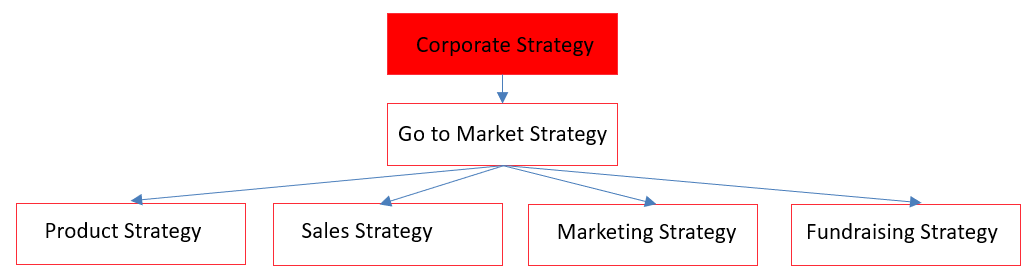 Corporate Strategy
Go to Market Strategy
Product Strategy
Sales Strategy
Marketing Strategy
Fundraising Strategy